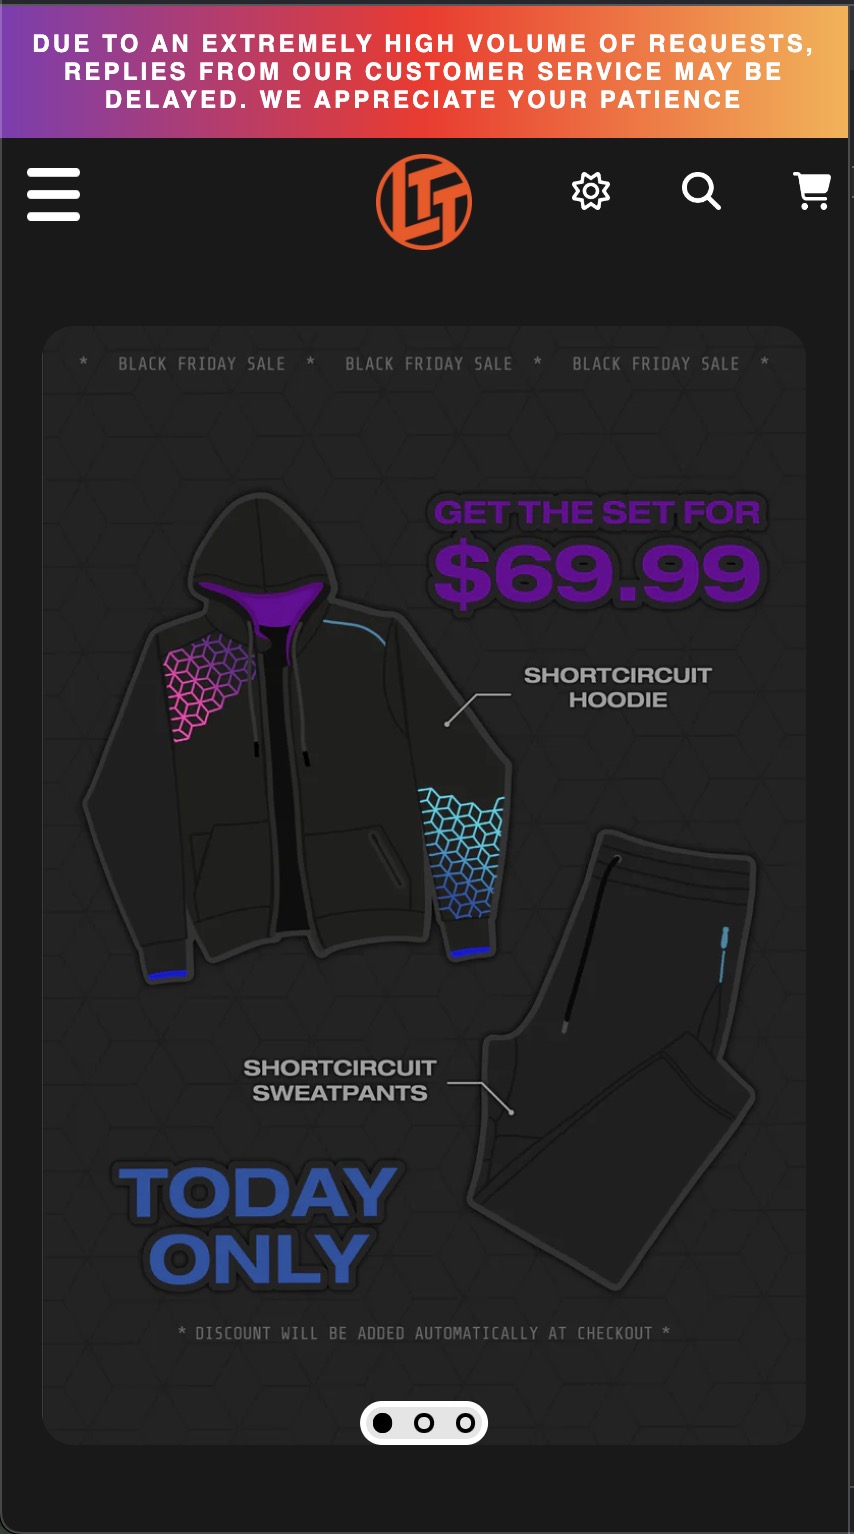 DUE TO AN EXTREMELY HIGH VOLUME OF REQUESTS,
REPLIES FROM OUR CUSTOMER SERVICE MAY BE
DELAYED. WE APPRECIATE YOUR PATIENCE
LTT
* BLACK FRIDAY SALE * BLACK FRIDAY SALE * BLACK FRIDAY SALE *
GET THE SET FOR
$69.99
SHORTCIRCUIT
HOODIE
SHORTCIRCUIT
SWEATPANTS
TODAY
ONLY
* DISCOUNT WILL BE ADDED AUTOMATICALLY AT CHECKOUT *